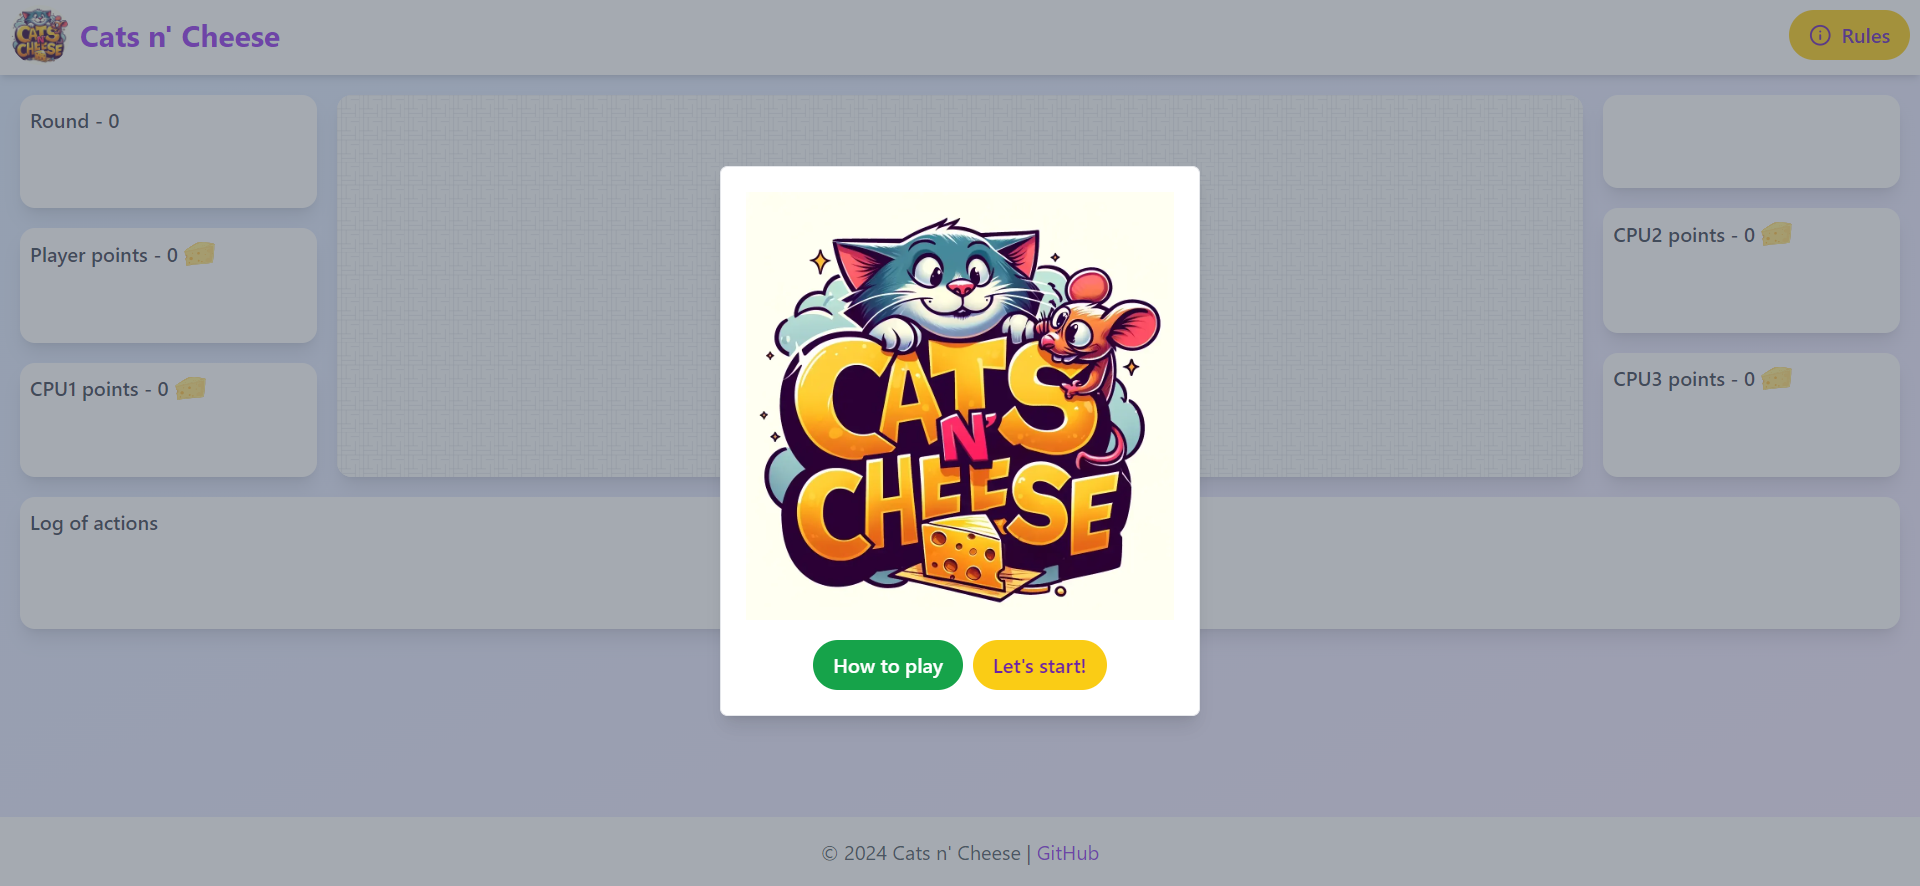 CATS
N'
CHEESE
Cats n' Cheese
Rules
Round - 0
Player points - 0
CPU1 points - 0
CPU2 points - 0
CPU3 points - 0
Log of actions
CATS
N'
CHEESE
How to play
Let's start!
© 2024 Cats n' Cheese | GitHub